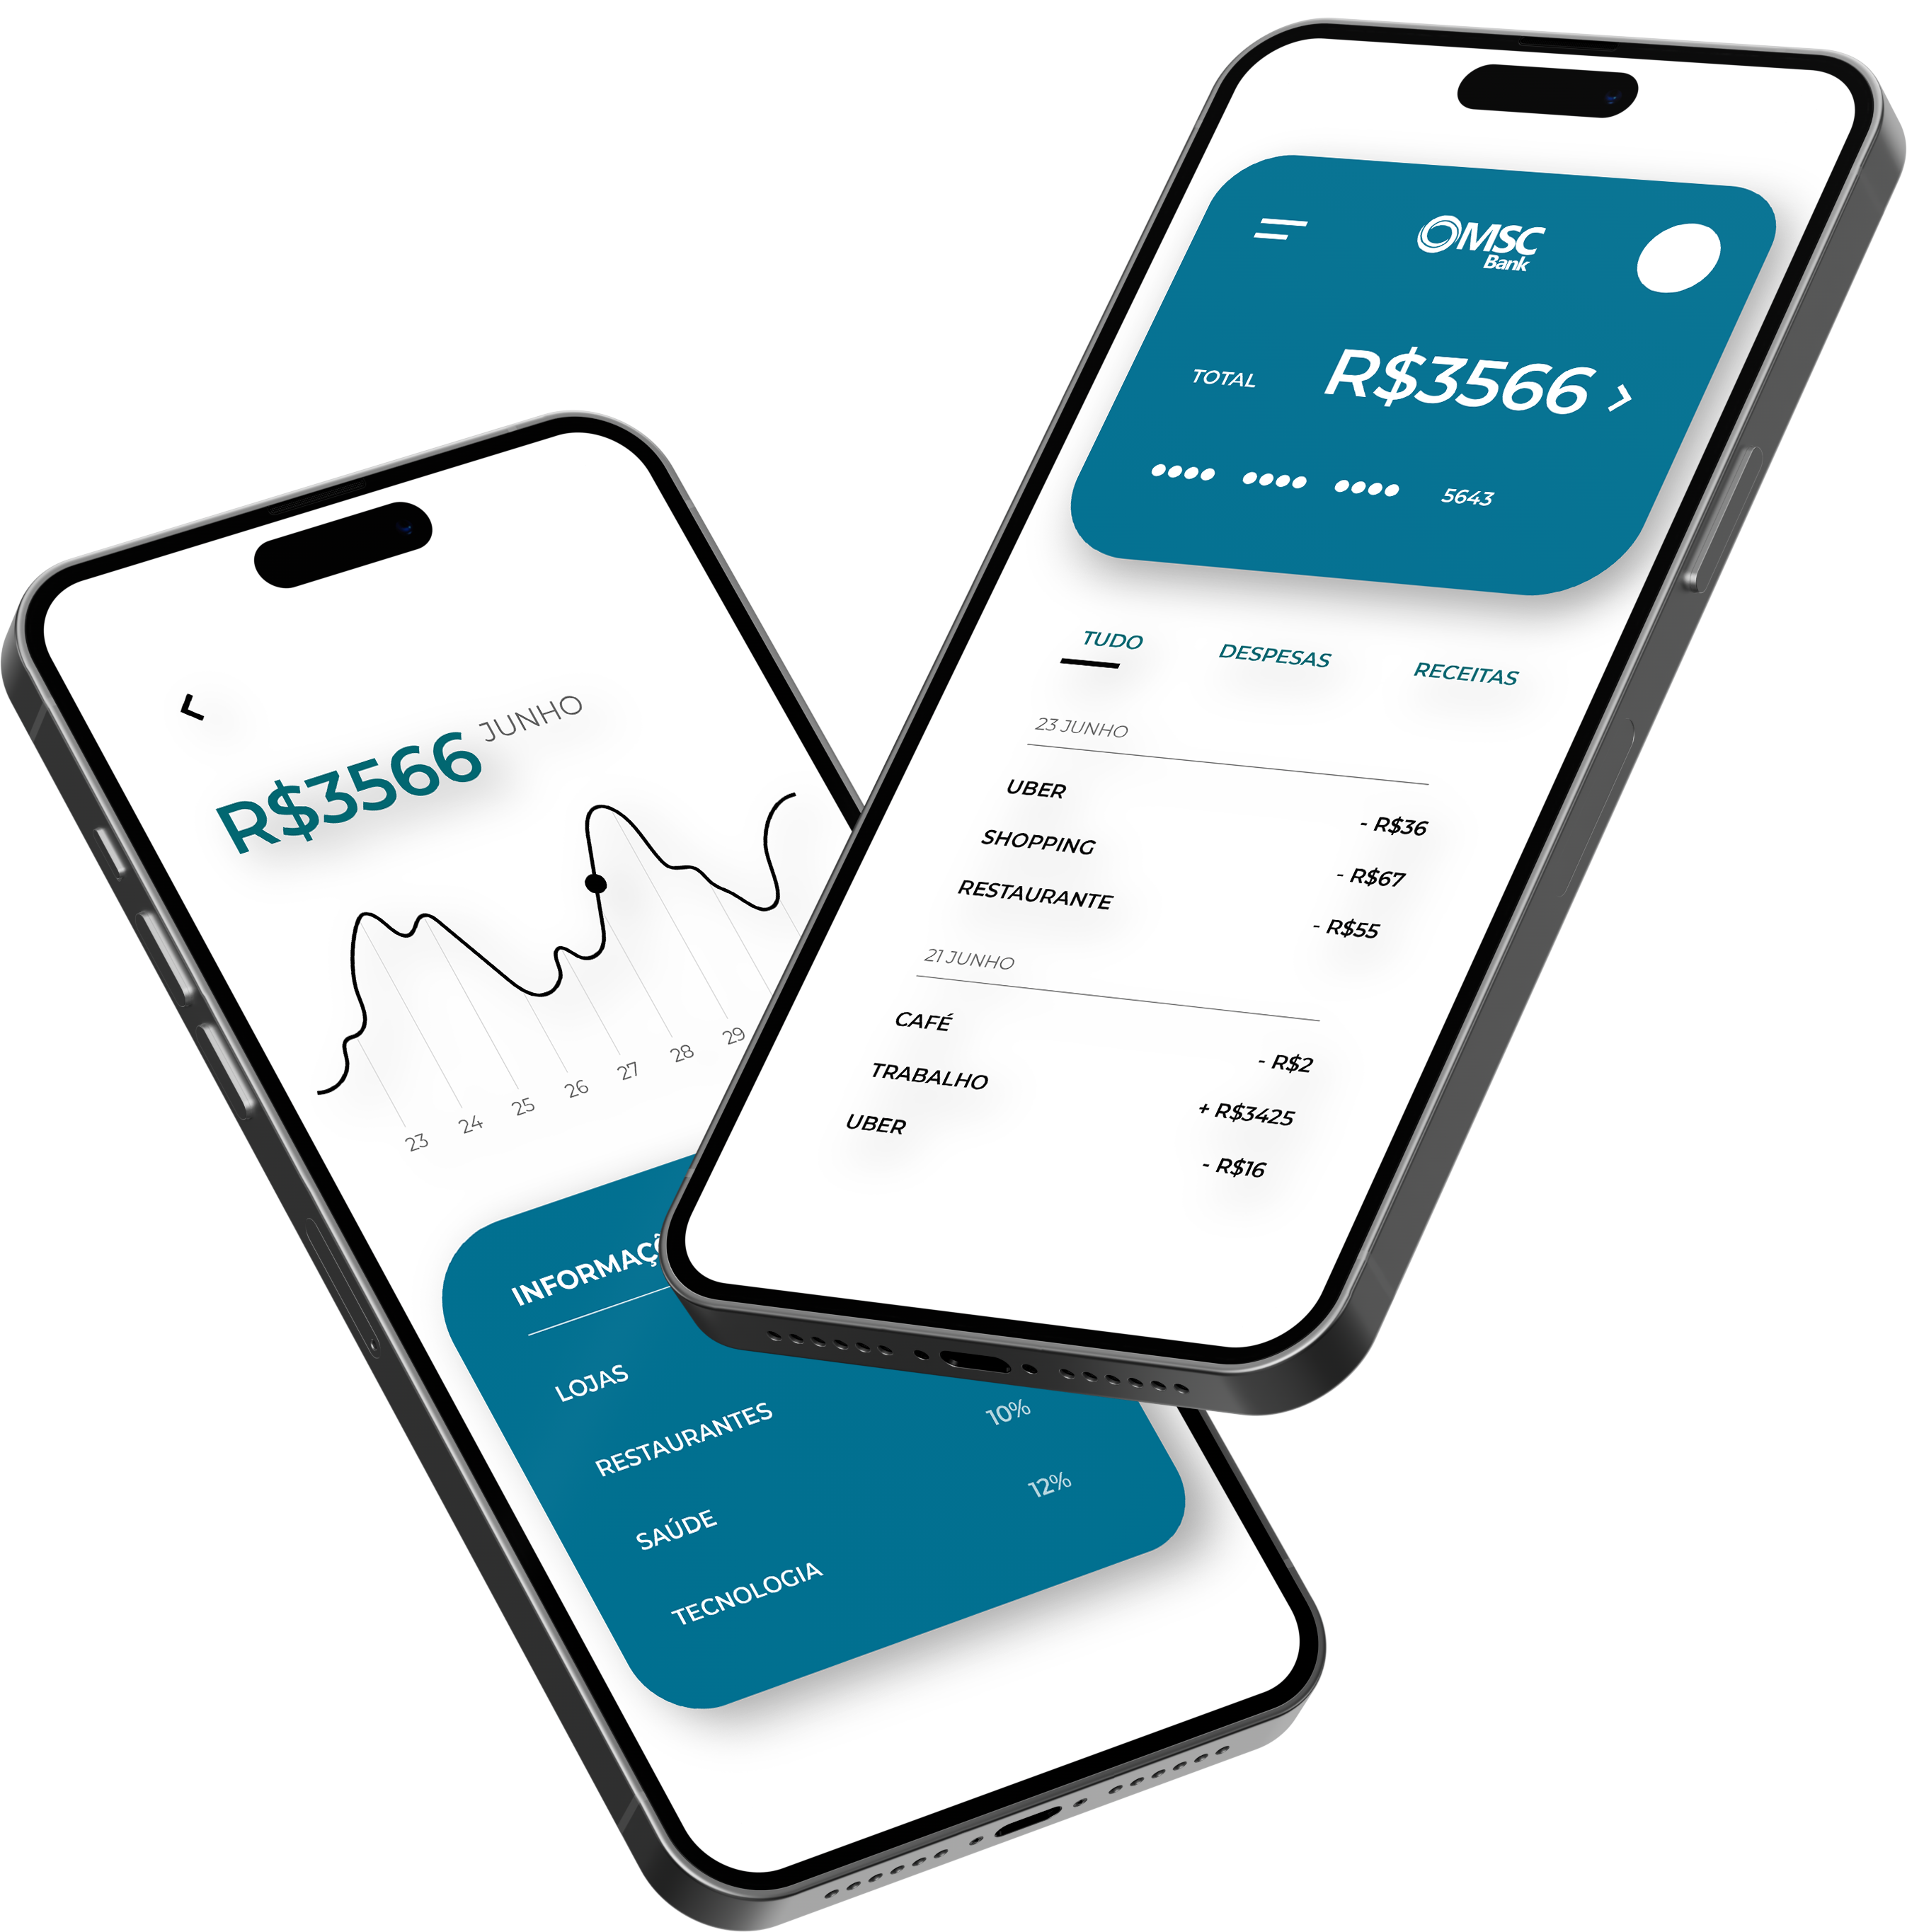 MSC
Bank
TOTAL R$3566
5643
TUDO DESPESAS RECEITAS
23 JUNHO
UBER - R$36
SHOPPING - R$67
RESTAURANTE - R$55
21 JUNHO
CAFÉ - R$2
TRABALHO + R$3425
UBER - R$16
R$3566 JUNHO
23 24 25 26 27 28 29
LOJAS
RESTAURANTES 10%
SAÚDE 12%
TECNOLOGIA